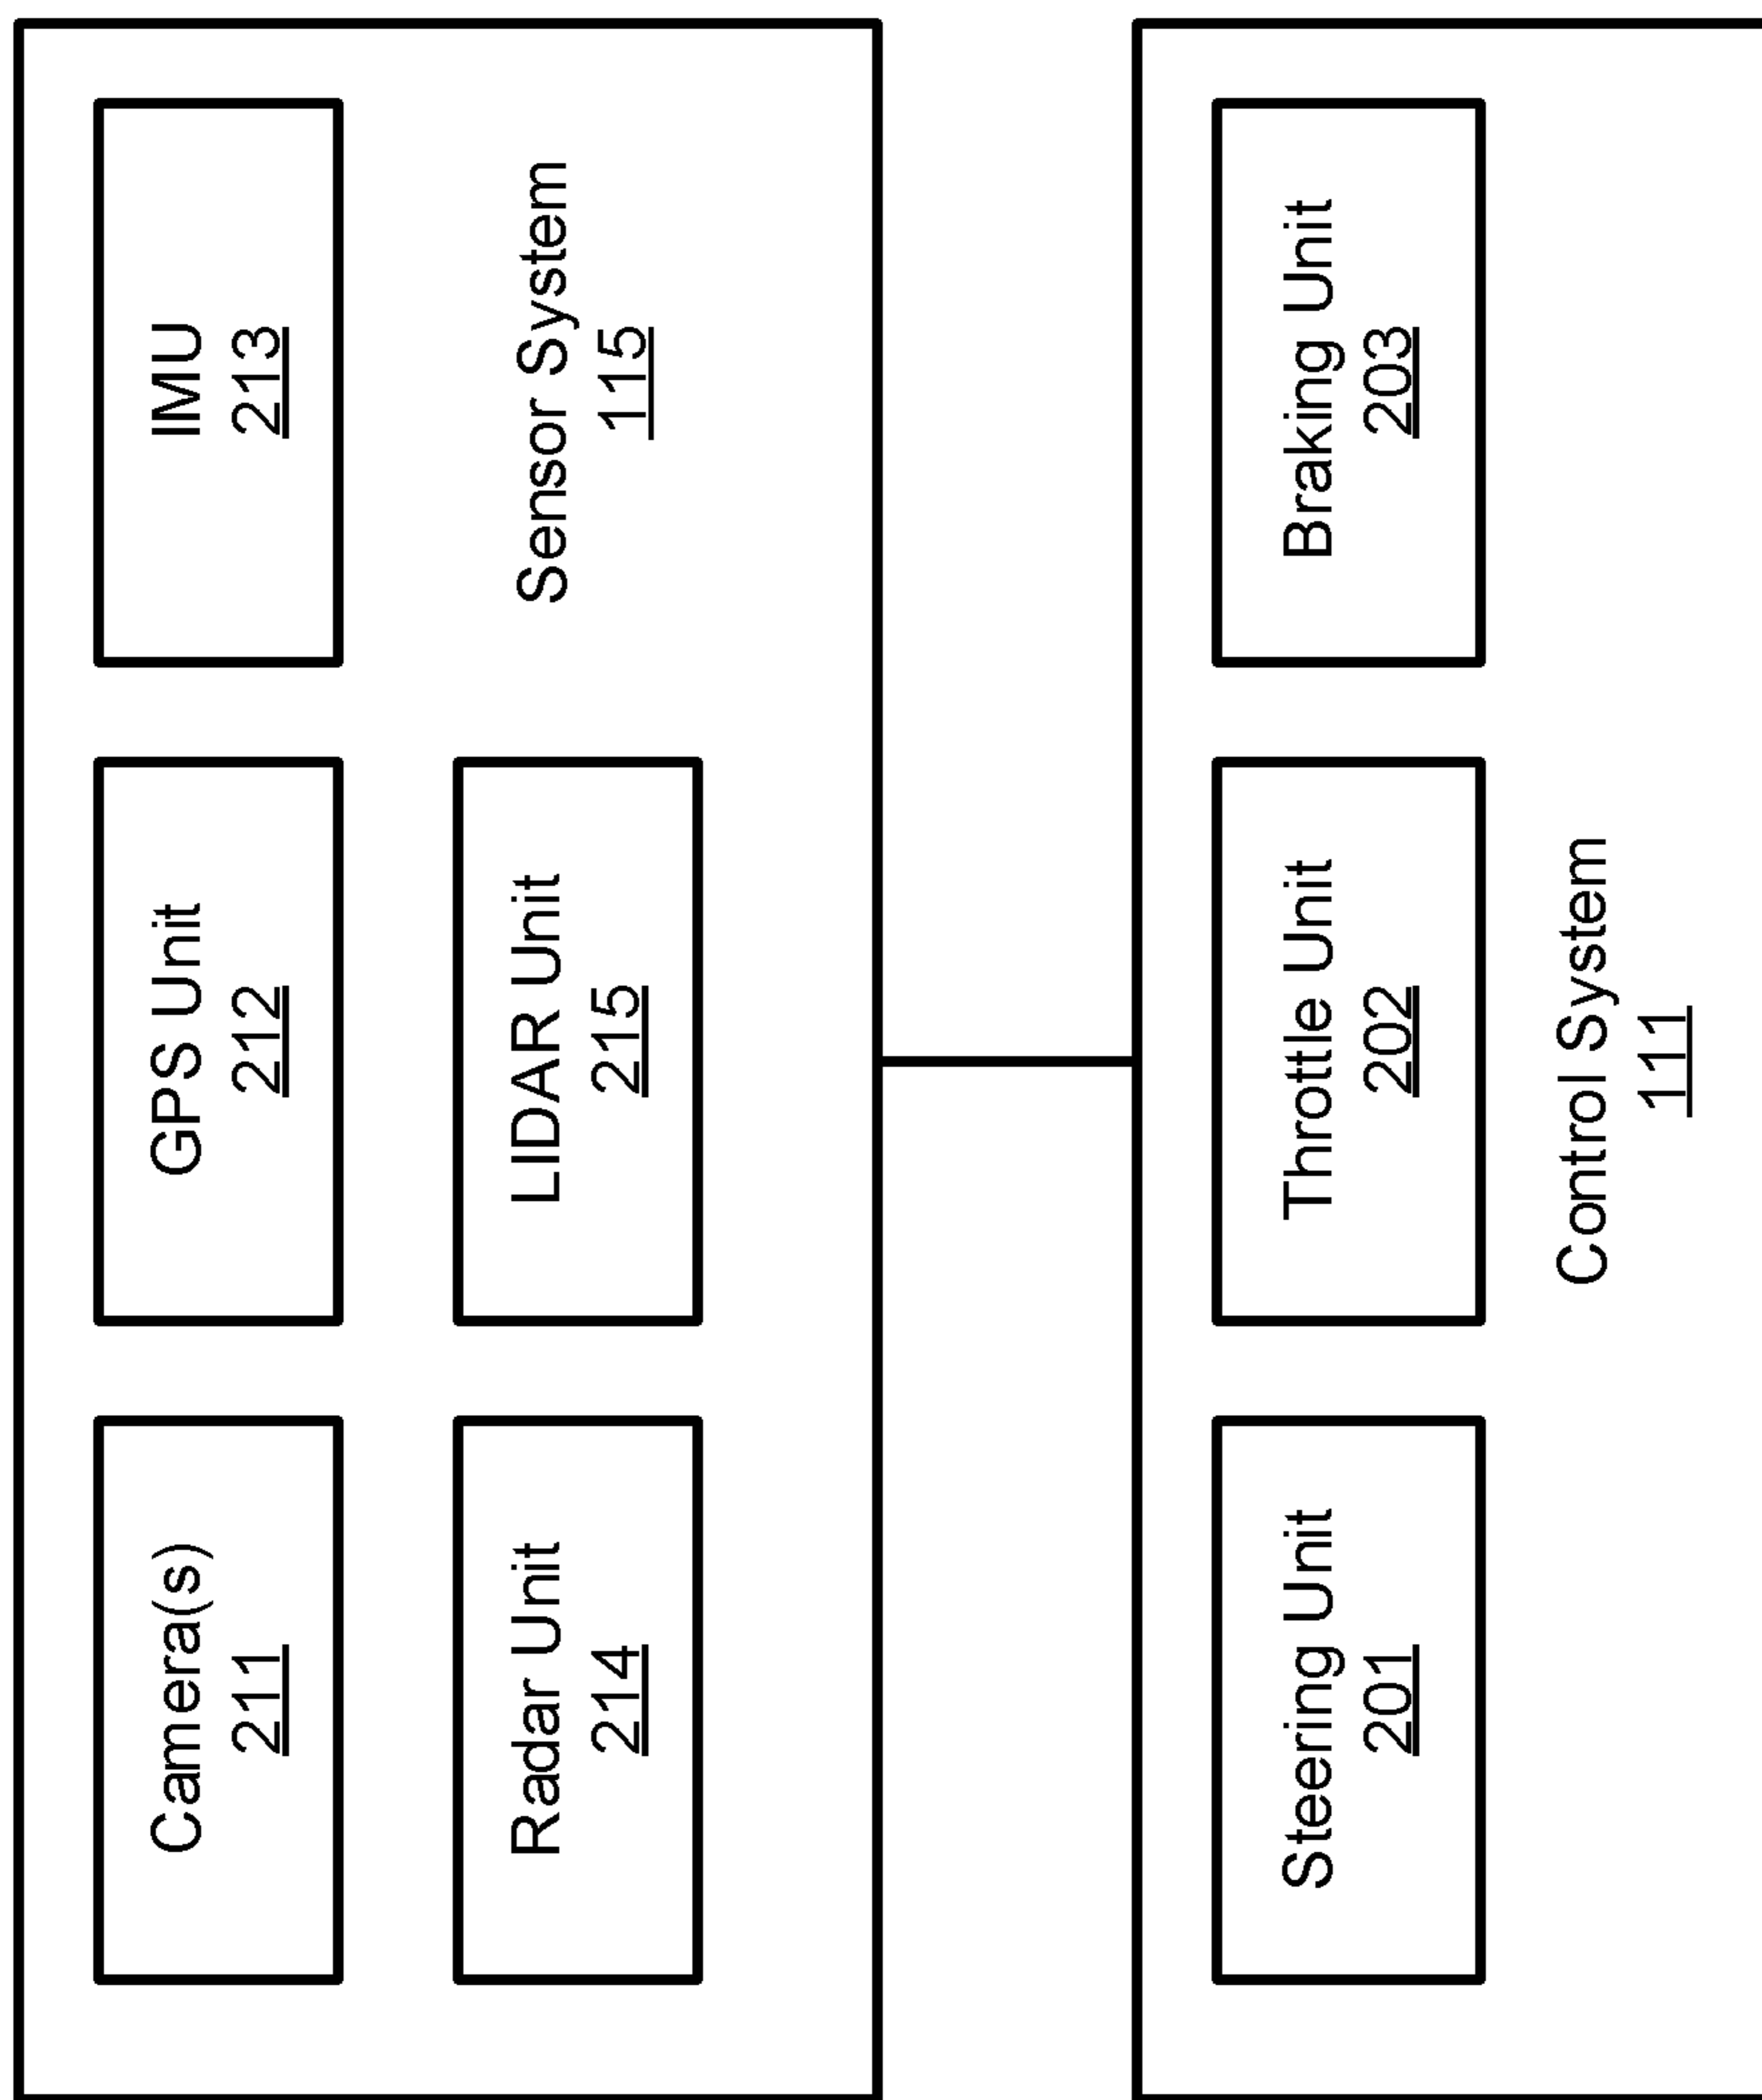 Camera(s)
211
GPS Unit
212
IMU
213
Radar Unit
214
LIDAR Unit
215
Sensor System
115
Steering Unit
201
Throttle Unit
202
Braking Unit
203
Control System
111